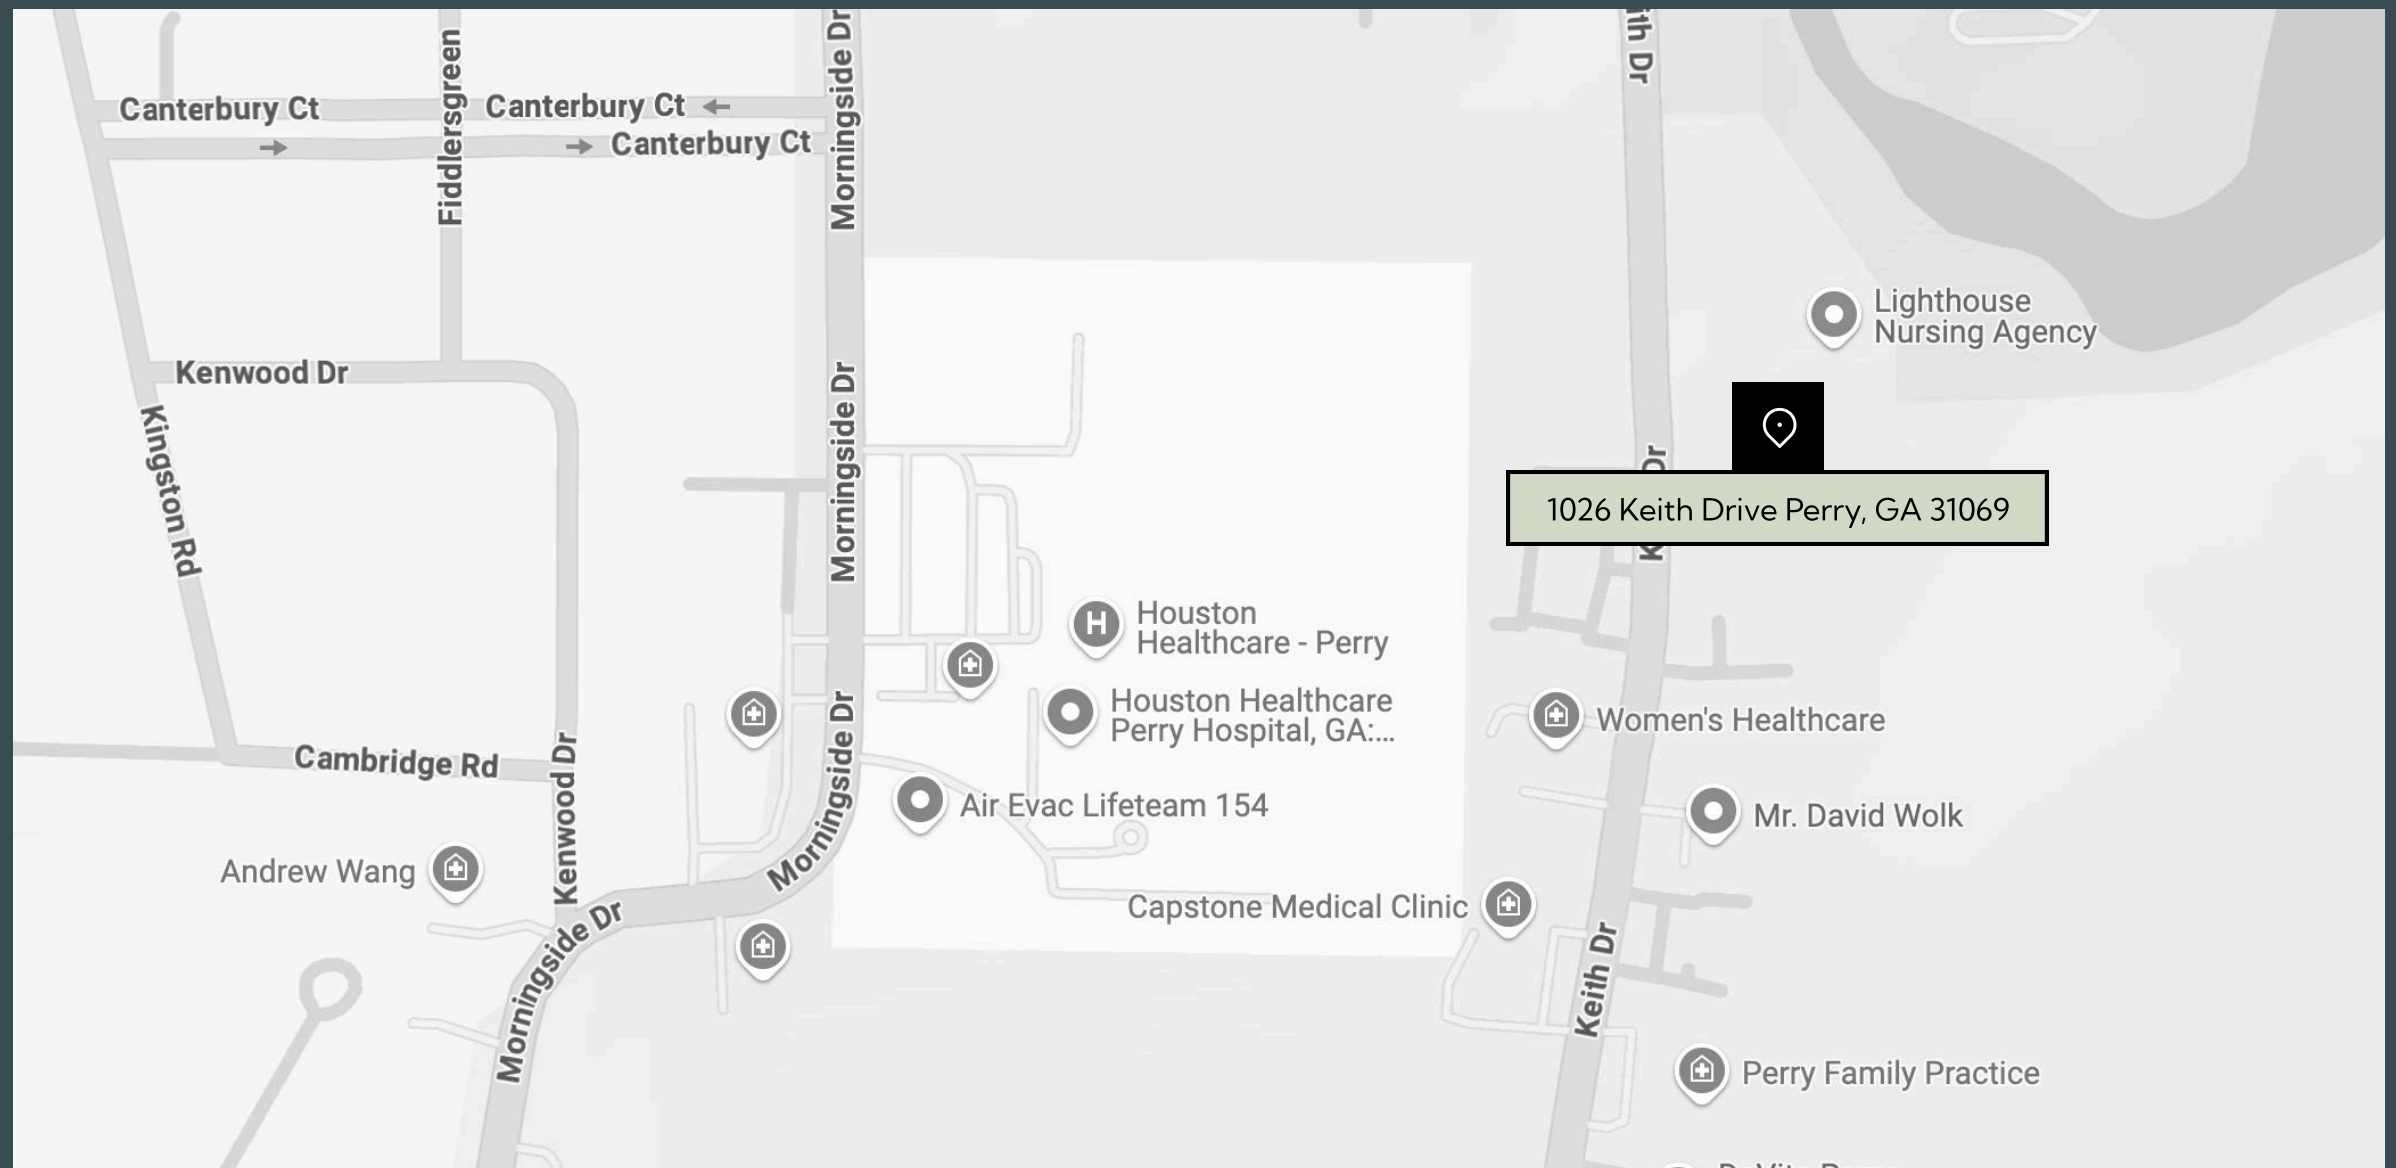 Morningside Dr
ith Dr
Canterbury Ct
Fiddlersgreen
Canterbury Ct
Canterbury Ct
Lighthouse
Nursing Agency
Kenwood Dr
Kingston Rd
Morningside Dr
1026 Keith Drive Perry, GA 31069
H
Houston
Healthcare - Perry
Houston Healthcare
Perry Hospital, GA:...
Women's Healthcare
Cambridge Rd
Kenwood Dr
Morningside Dr
Air Evac Lifeteam 154
Mr. David Wolk
Andrew Wang
Capstone Medical Clinic
Morningside Dr
Keith Dr
Perry Family Practice